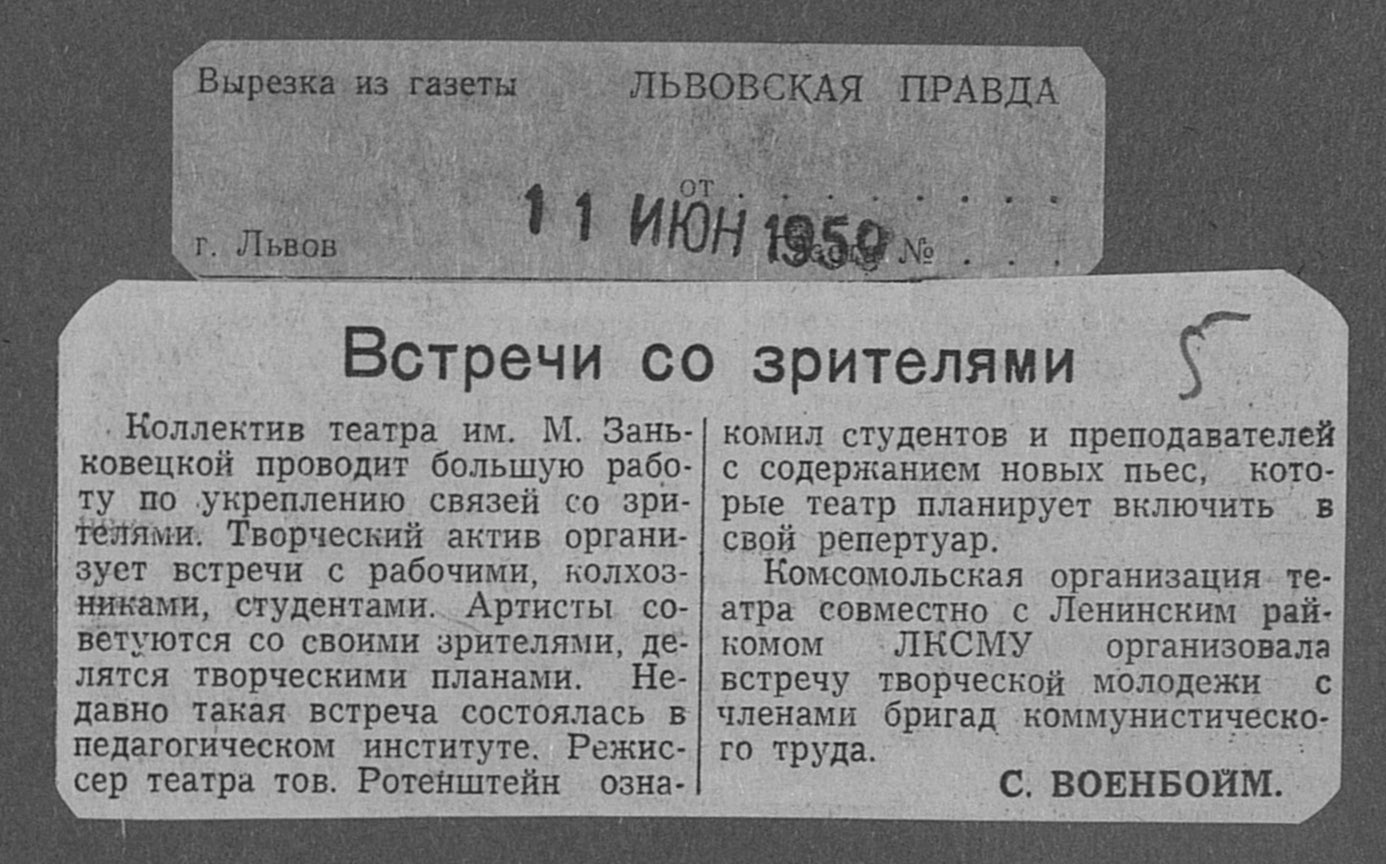 Вырезка из газеты ЛЬВОВСКАЯ ПРАВДА
от . . . . . . . . .
11 ИЮН 1959
г. Львов № . . .
Встречи со зрителями
5
Коллектив театра им. М. Зань-
ковецкой проводит большую рабо-
ту по укреплению связей со зри-
телями. Творческий актив органи-
зует встречи с рабочими, колхоз-
никами, студентами. Артисты со-
ветуются со своими зрителями, де-
лятся творческими планами. Не-
давно такая встреча состоялась в
педагогическом институте. Режис-
сер театра тов. Ротенштейн озна-
комил студентов и преподавателей
с содержанием новых пьес, кото-
рые театр планирует включить в
свой репертуар.
Комсомольская организация те-
атра совместно с Ленинским рай-
комом ЛКСМУ организовала
встречу творческой молодежи с
членами бригад коммунистическо-
го труда.
С. ВОЕНБОЙМ.